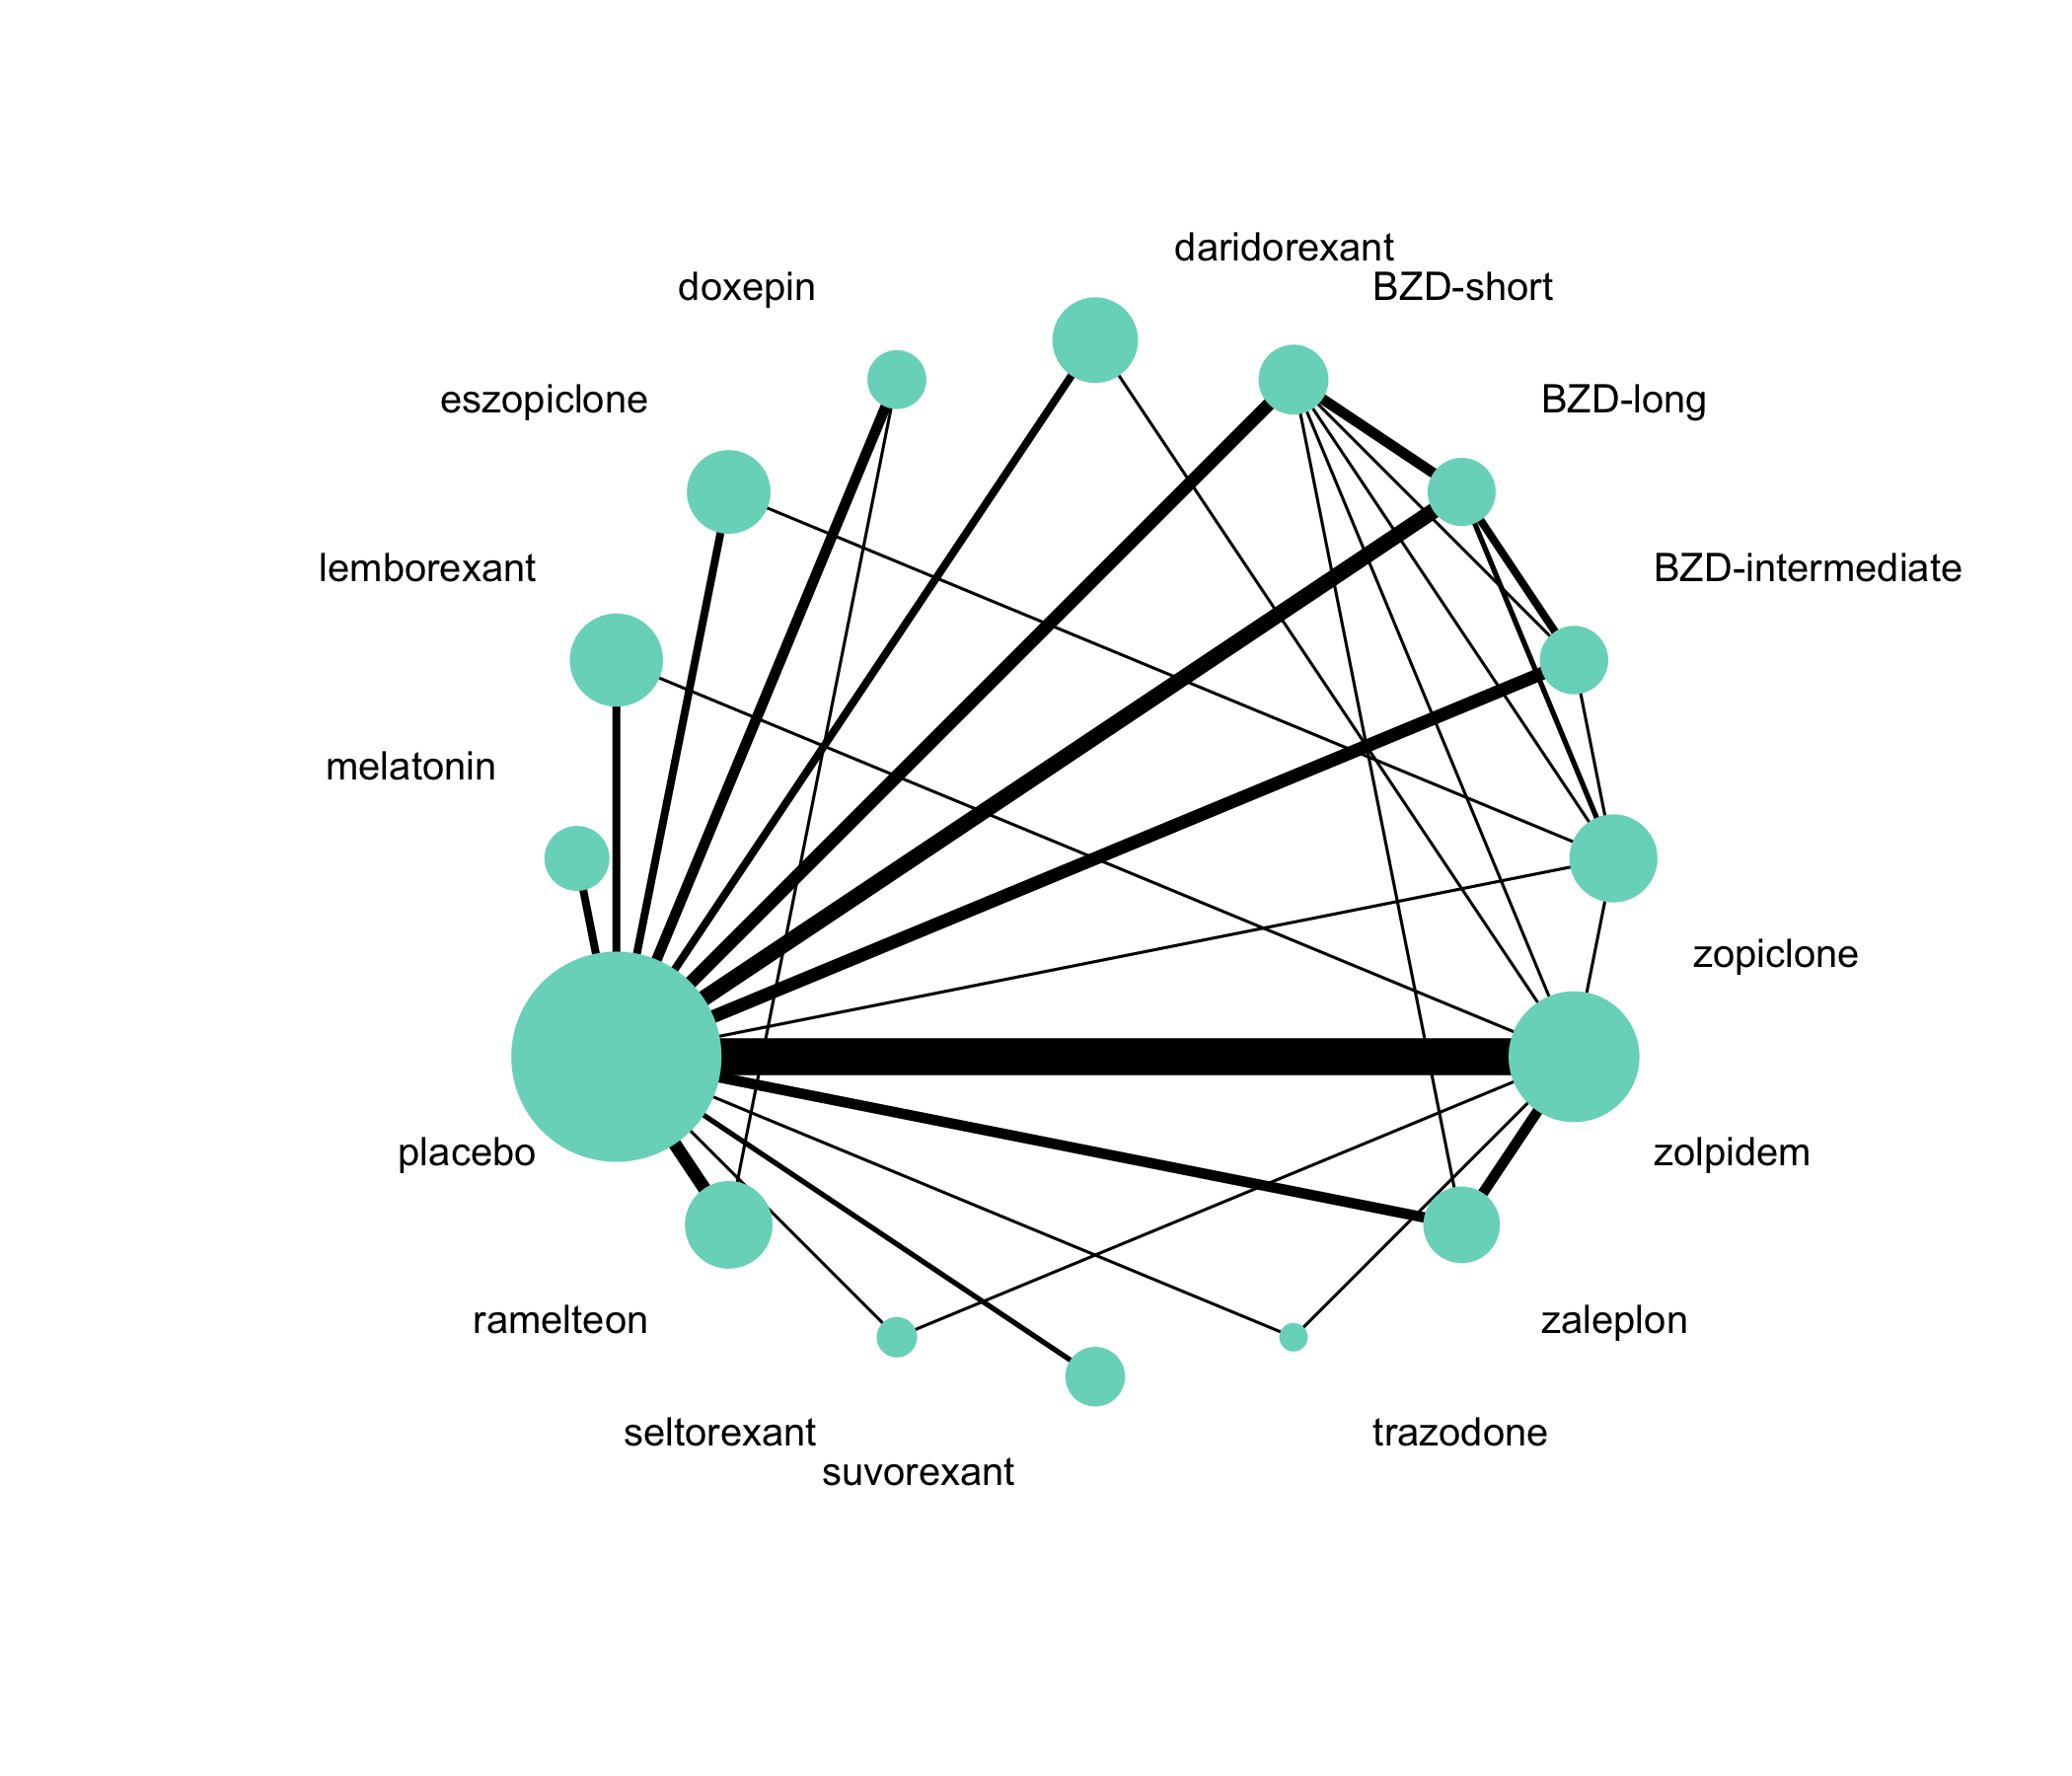 daridorexant
doxepin
BZD-short
eszopiclone
BZD-long
lemborexant
BZD-intermediate
melatonin
zopiclone
placebo
zolpidem
ramelteon
zaleplon
seltorexant
trazodone
suvorexant